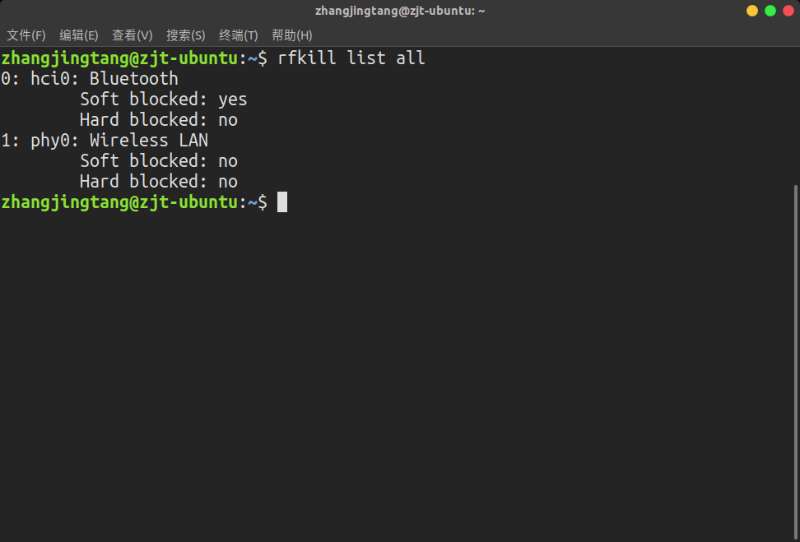 zhangjingtang@zjt-ubuntu: ~
文件(F) 编辑(E) 查看(V) 搜索(S) 终端(T) 帮助(H)
zhangjingtang@zjt-ubuntu:~$ rfkill list all
0: hci0: Bluetooth
Soft blocked: yes
Hard blocked: no
1: phy0: Wireless LAN
Soft blocked: no
Hard blocked: no
zhangjingtang@zjt-ubuntu:~$